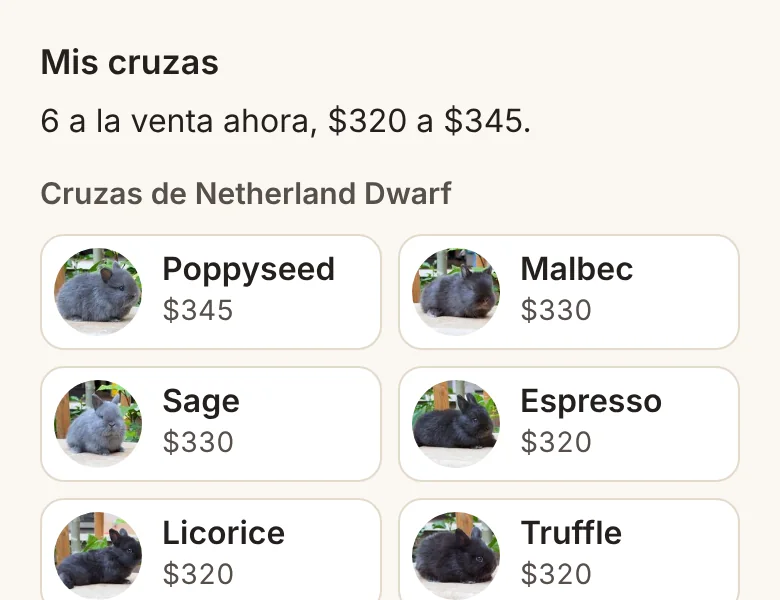 Mis cruzas
6 a la venta ahora, $320 a $345.
Cruzas de Netherland Dwarf
Poppyseed
$345
Malbec
$330
Sage
$330
Espresso
$320
Licorice
$320
Truffle
$320